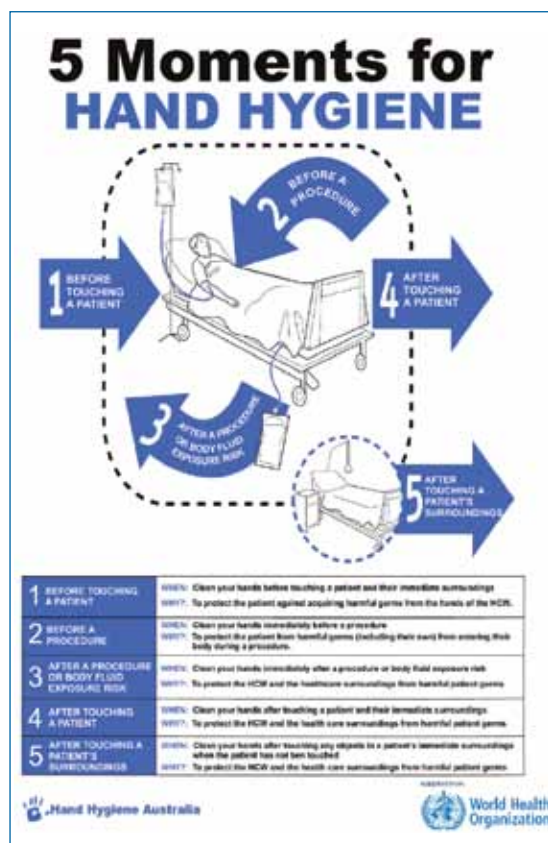 5 Moments for
HAND HYGIENE
2 BEFORE A
PROCEDURE
1 BEFORE
TOUCHING
A PATIENT
4 AFTER
TOUCHING
A PATIENT
3 AFTER A PROCEDURE
OR BODY FLUID
EXPOSURE RISK
5 AFTER
TOUCHING A
PATIENT'S
SURROUNDINGS
1 BEFORE TOUCHING
A PATIENT
WHEN: Clean your hands before touching a patient and their immediate surroundings
WHY?: To protect the patient against acquiring harmful germs from the hands of the HCW.
2 BEFORE A
PROCEDURE
WHEN: Clean your hands immediately before a procedure
WHY?: To protect the patient from harmful germs (including their own) from entering their
body during a procedure.
3 AFTER A PROCEDURE
OR BODY FLUID
EXPOSURE RISK
WHEN: Clean your hands immediately after a procedure or body fluid exposure risk
WHY?: To protect the HCW and the healthcare surroundings from harmful patient germs
4 AFTER TOUCHING
A PATIENT
WHEN: Clean your hands after touching a patient and their immediate surroundings
WHY?: To protect the HCW and the health care surroundings from harmful patient germs.
5 AFTER TOUCHING A
PATIENT'S
SURROUNDINGS
WHEN: Clean your hands after touching any objects in a patient's immediate surroundings
when the patient has not ben touched
WHY?: To protect the HCW and the health care surroundings from harmful patient germs
Hand Hygiene Australia
World Health
Organization